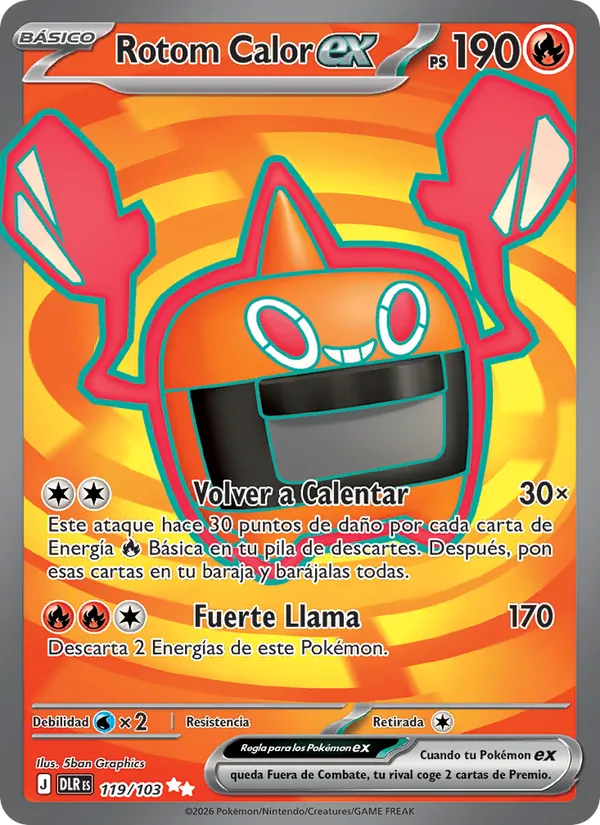 BÁSICO Rotom Calor ex PS 190
Volver a Calentar 30×
Este ataque hace 30 puntos de daño por cada carta de
Energía Básica en tu pila de descartes. Después, pon
esas cartas en tu baraja y barájalas todas.
Fuerte Llama 170
Descarta 2 Energías de este Pokémon.
Debilidad ×2 Resistencia Retirada
Ilus. 5ban Graphics
Regla para los Pokémon ex Cuando tu Pokémon ex
queda Fuera de Combate, tu rival coge 2 cartas de Premio.
J DLR ES 119/103
©2026 Pokémon/Nintendo/Creatures/GAME FREAK